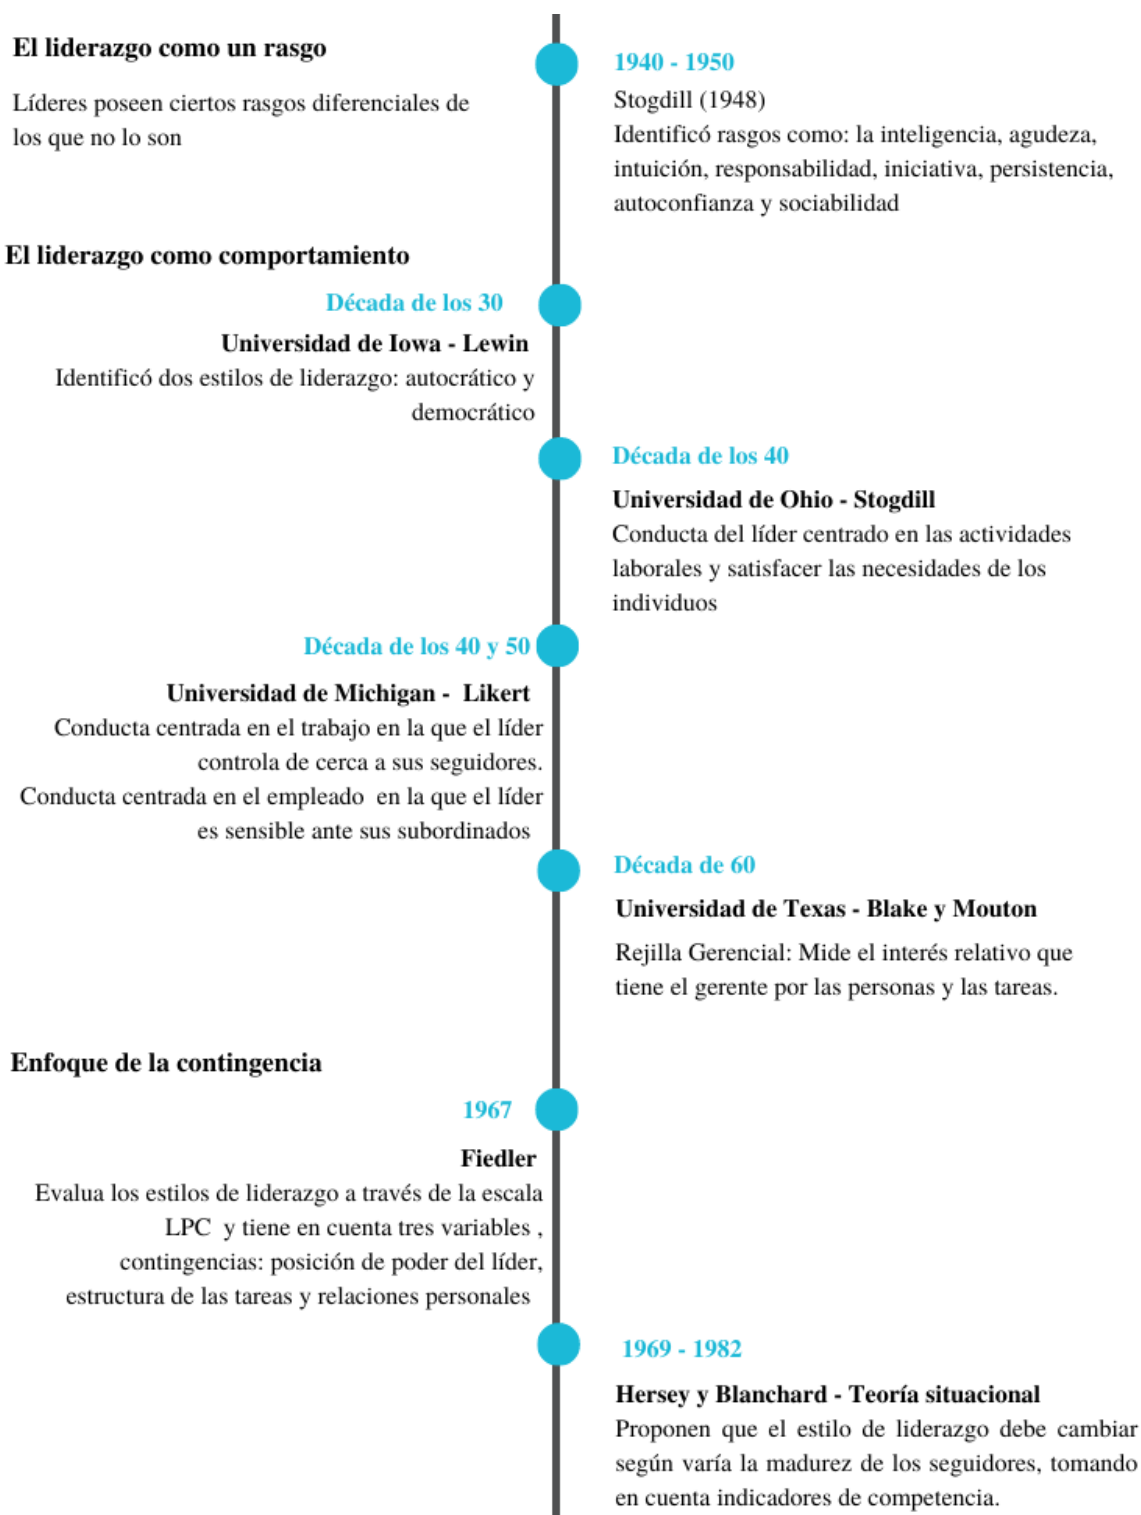 El liderazgo como un rasgo
Líderes poseen ciertos rasgos diferenciales de
los que no lo son
1940 - 1950
Stogdill (1948)
Identificó rasgos como: la inteligencia, agudeza,
intuición, responsabilidad, iniciativa, persistencia,
autoconfianza y sociabilidad
El liderazgo como comportamiento
Década de los 30
Universidad de Iowa - Lewin
Identificó dos estilos de liderazgo: autocrático y
democrático
Década de los 40
Universidad de Ohio - Stogdill
Conducta del líder centrado en las actividades
laborales y satisfacer las necesidades de los
individuos
Década de los 40 y 50
Universidad de Michigan - Likert
Conducta centrada en el trabajo en la que el líder
controla de cerca a sus seguidores.
Conducta centrada en el empleado en la que el líder
es sensible ante sus subordinados
Década de 60
Universidad de Texas - Blake y Mouton
Rejilla Gerencial: Mide el interés relativo que
tiene el gerente por las personas y las tareas.
Enfoque de la contingencia
1967
Fiedler
Evalua los estilos de liderazgo a través de la escala
LPC y tiene en cuenta tres variables ,
contingencias: posición de poder del líder,
estructura de las tareas y relaciones personales
1969 - 1982
Hersey y Blanchard - Teoría situacional
Proponen que el estilo de liderazgo debe cambiar
según varía la madurez de los seguidores, tomando
en cuenta indicadores de competencia.